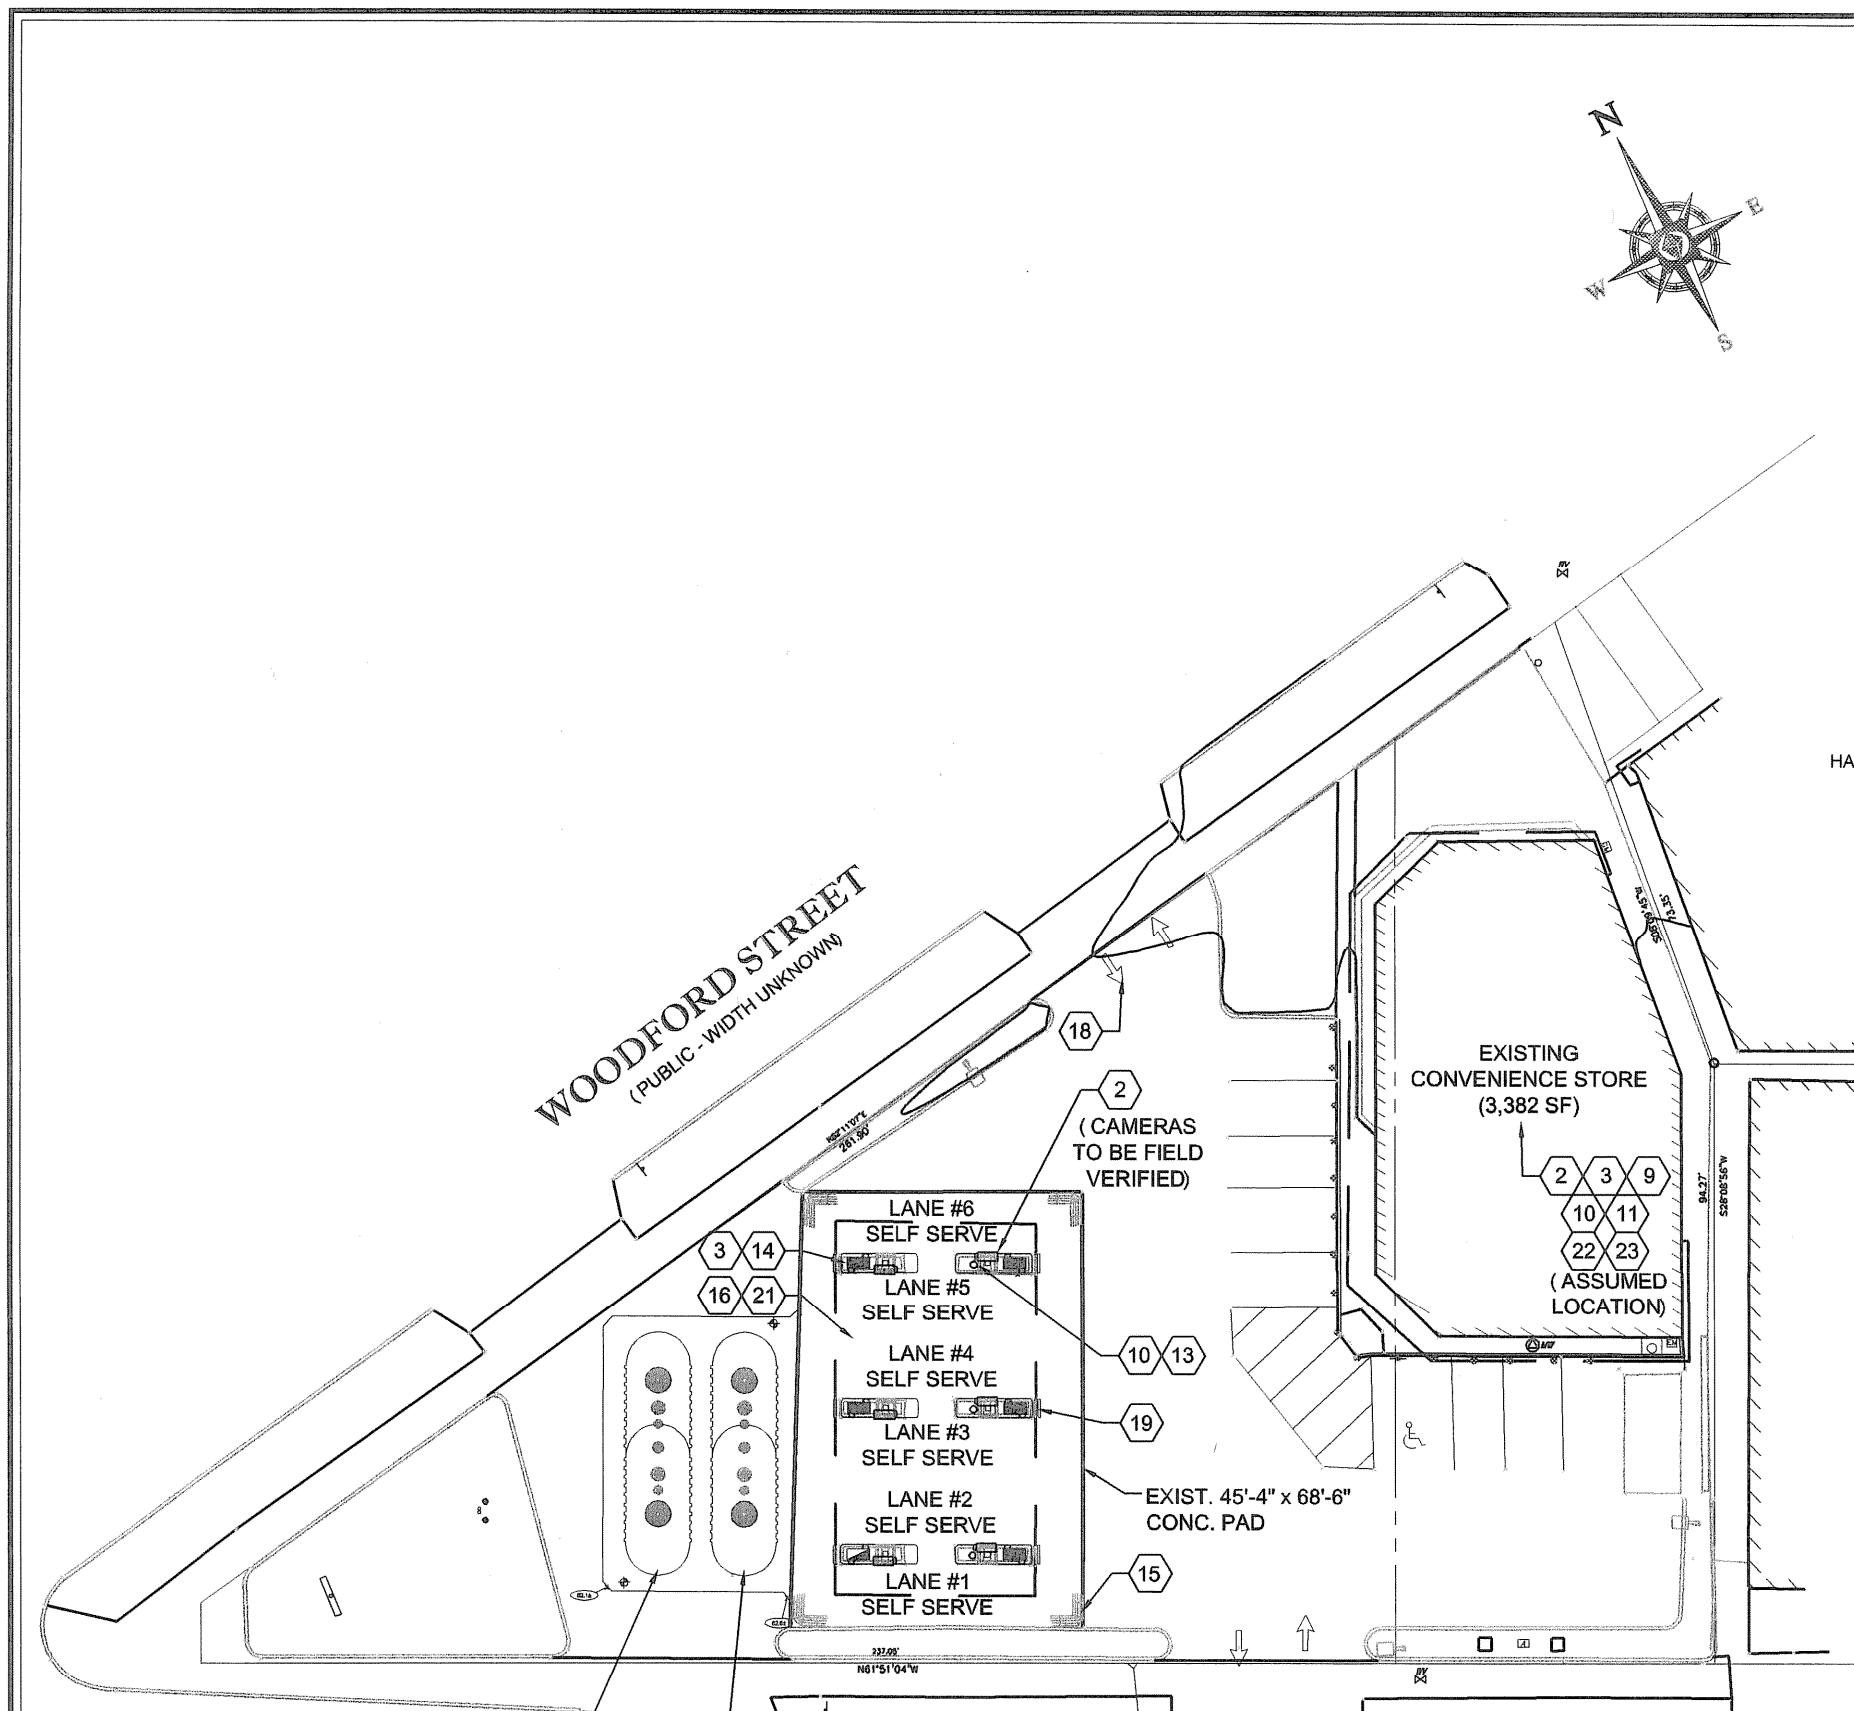 N
E
W
S
HA
WOODFORD STREET
( PUBLIC - WIDTH UNKNOWN)
18
2
( CAMERAS
TO BE FIELD
VERIFIED)
261.90'
73.35'
EXISTING
CONVENIENCE STORE
(3,382 SF)
2 3 9
10 11
22 23
( ASSUMED
LOCATION)
94.27'
S28°08'56"W
LANE #6
SELF SERVE
3 14
LANE #5
SELF SERVE
16 21
LANE #4
SELF SERVE
10 13
LANE #3
SELF SERVE
19
LANE #2
SELF SERVE
EXIST. 45'-4" x 68'-6"
CONC. PAD
LANE #1
SELF SERVE
15
237.05'
N61°51'04"W